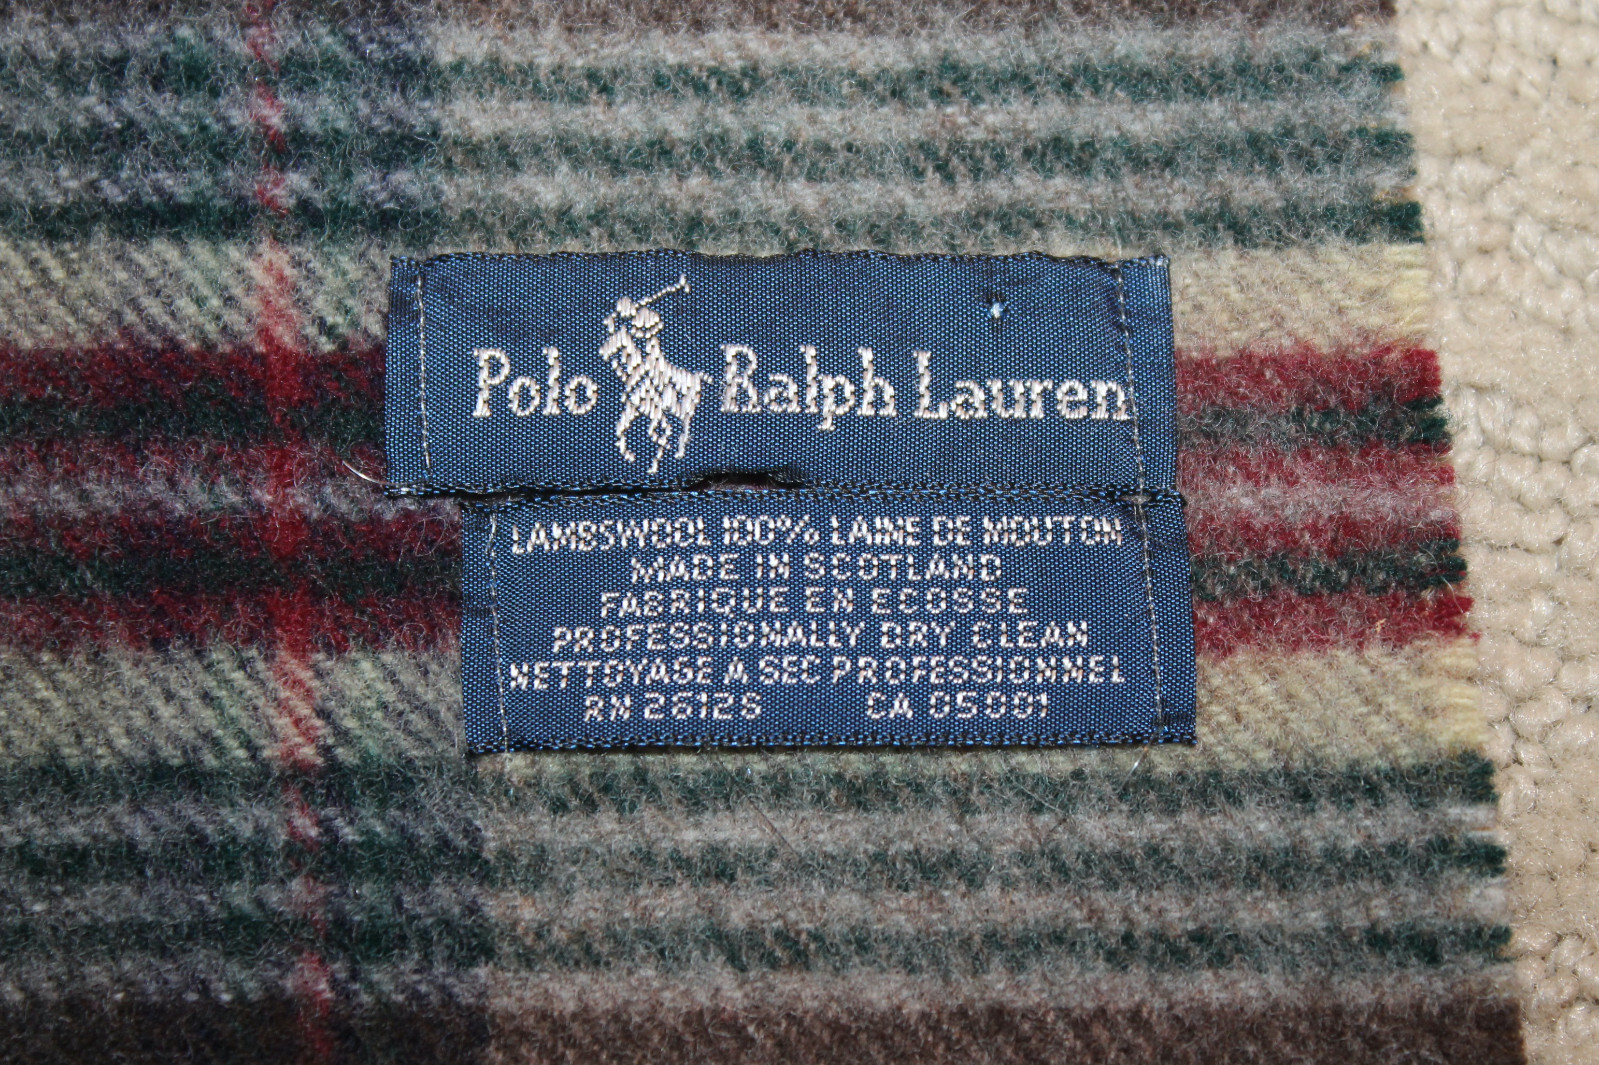 Polo Ralph Lauren
LAMBSWOOL 100% LAINE DE MOUTON
MADE IN SCOTLAND
FABRIQUE EN ECOSSE
PROFESSIONALLY DRY CLEAN
NETTOYAGE A SEC PROFESSIONNEL
RN 26128 CA 05001